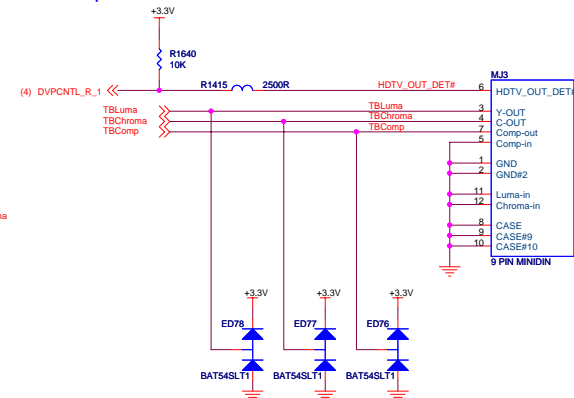 +3.3V
R1640
10K
MJ3
R1415 2500R HDTV_OUT_DET# 6 HDTV_OUT_DET#
(4) DVPCNTL_R_1
TBLuma TBLuma 3 Y-OUT
TBChroma TBChroma 4 C-OUT
TBComp TBComp 7 Comp-out
5 Comp-in
1 GND
2 GND#2
11 Luma-in
12 Chroma-in
8 CASE
9 CASE#9
10 CASE#10
9 PIN MINIDIN
+3.3V +3.3V +3.3V
ED78 ED77 ED76
BAT54SLT1 BAT54SLT1 BAT54SLT1